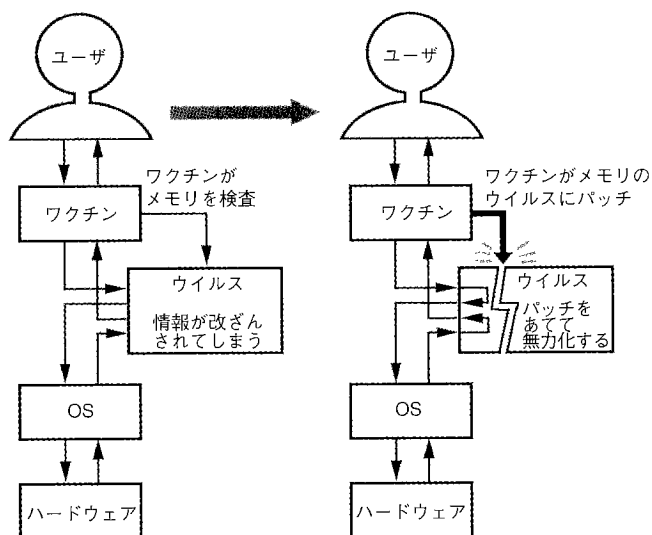 ユーザ
ワクチンが
メモリを検査
ワクチン
ウイルス
情報が改ざん
されてしまう
OS
ハードウェア
ユーザ
ワクチンがメモリの
ウイルスにパッチ
ワクチン
ウイルス
パッチを
あてて
無力化する
OS
ハードウェア